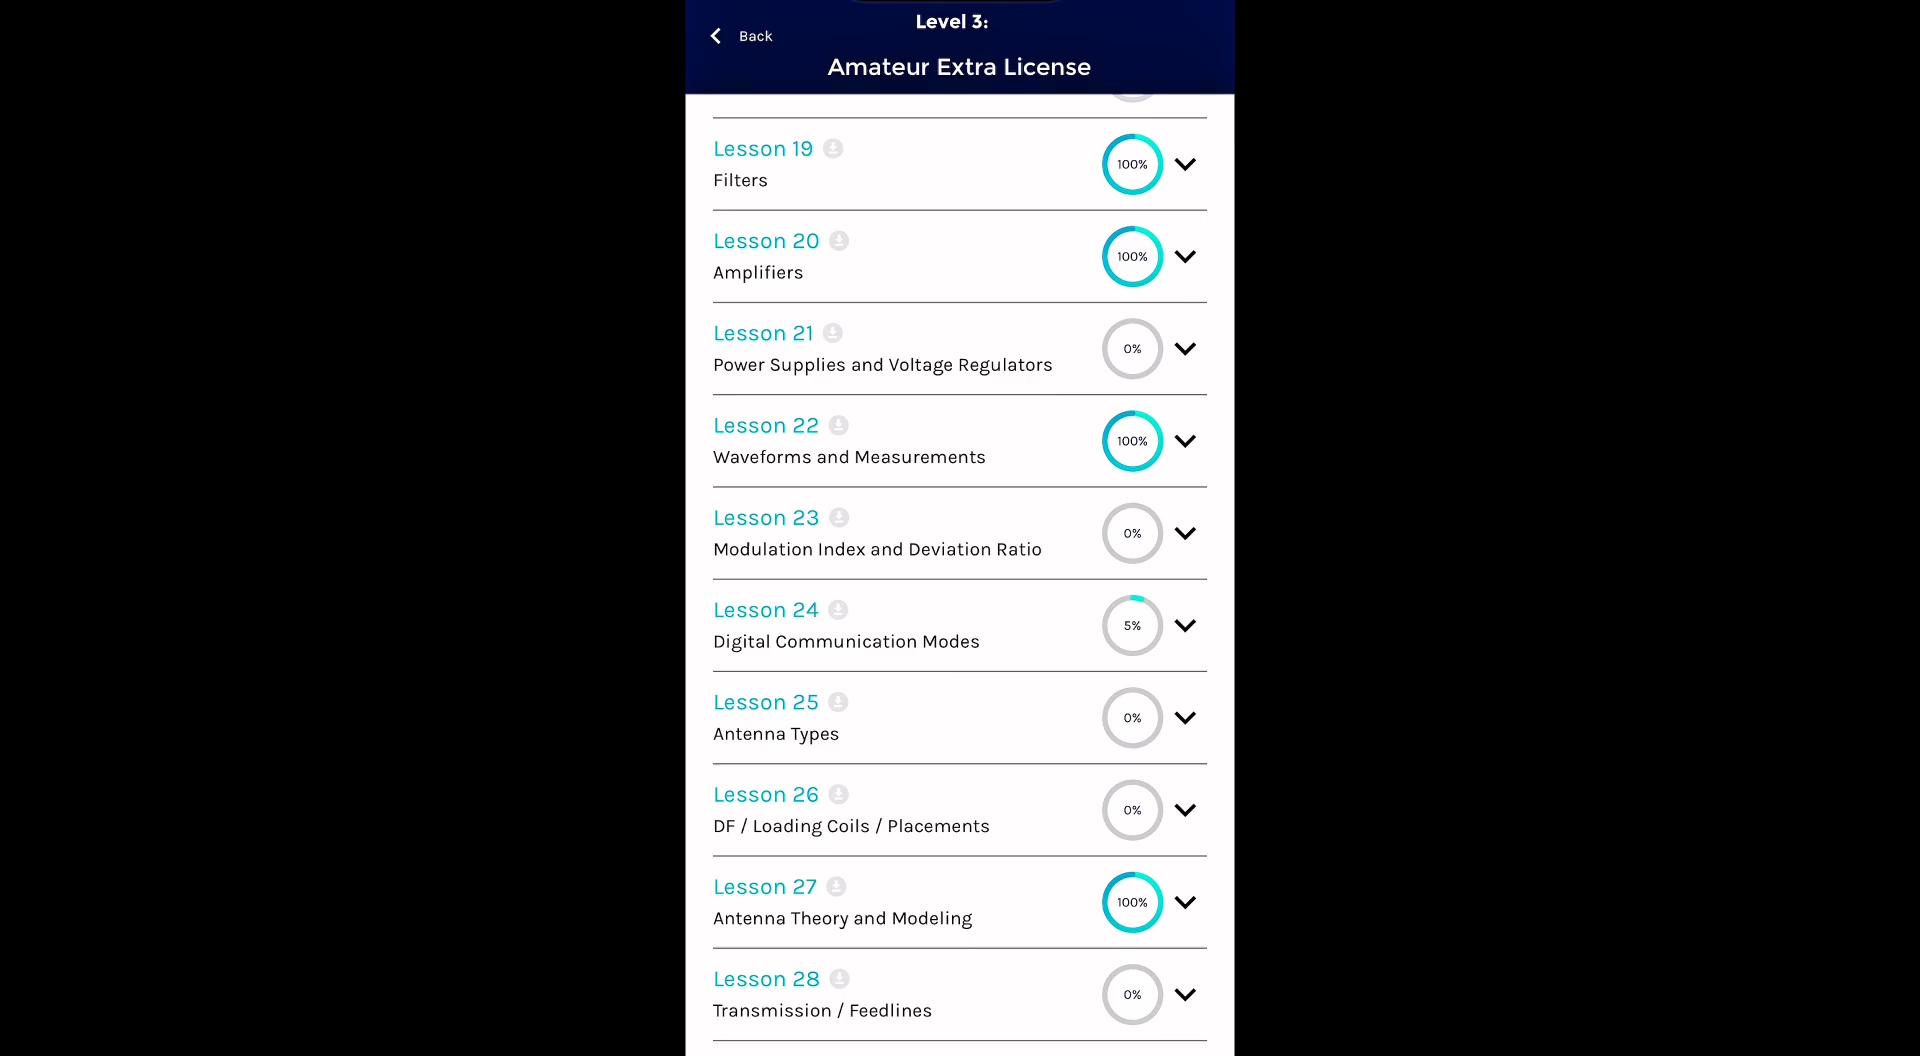 Level 3:
Back
Amateur Extra License
Lesson 19
Filters
100%
Lesson 20
Amplifiers
100%
Lesson 21
Power Supplies and Voltage Regulators
0%
Lesson 22
Waveforms and Measurements
100%
Lesson 23
Modulation Index and Deviation Ratio
0%
Lesson 24
Digital Communication Modes
5%
Lesson 25
Antenna Types
0%
Lesson 26
DF / Loading Coils / Placements
0%
Lesson 27
Antenna Theory and Modeling
100%
Lesson 28
Transmission / Feedlines
0%